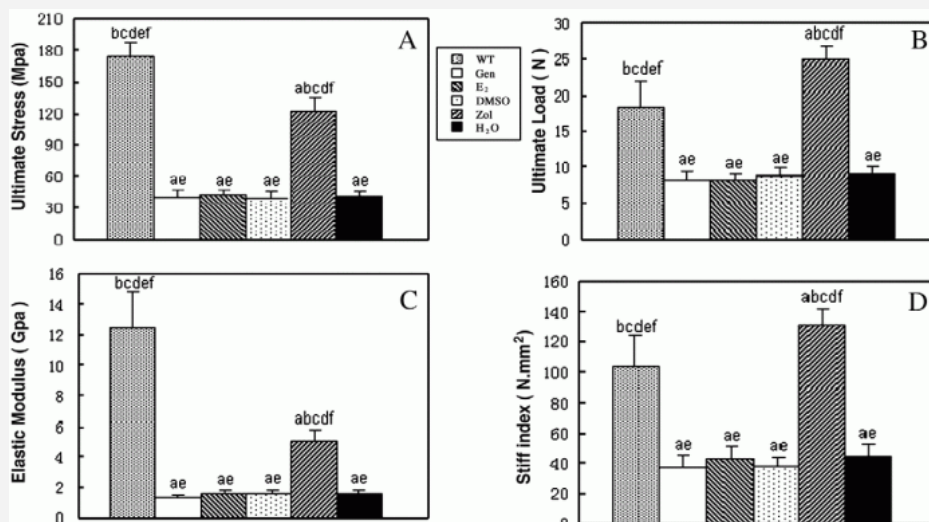 Ultimate Stress (Mpa)
210
180
150
120
90
60
30
0
bcdef
ae
ae
ae
abcdf
ae
A
WT
Gen
E₂
DMSO
Zol
H₂O
Ultimate Load ( N )
30
25
20
15
10
5
0
bcdef
ae
ae
ae
abcdf
ae
B
Elastic Modulus ( Gpa )
16
14
12
10
8
6
4
2
0
bcdef
ae
ae
ae
abcdf
ae
C
Stiff index ( N.mm²)
160
140
120
100
80
60
40
20
0
bcdef
ae
ae
ae
abcdf
ae
D